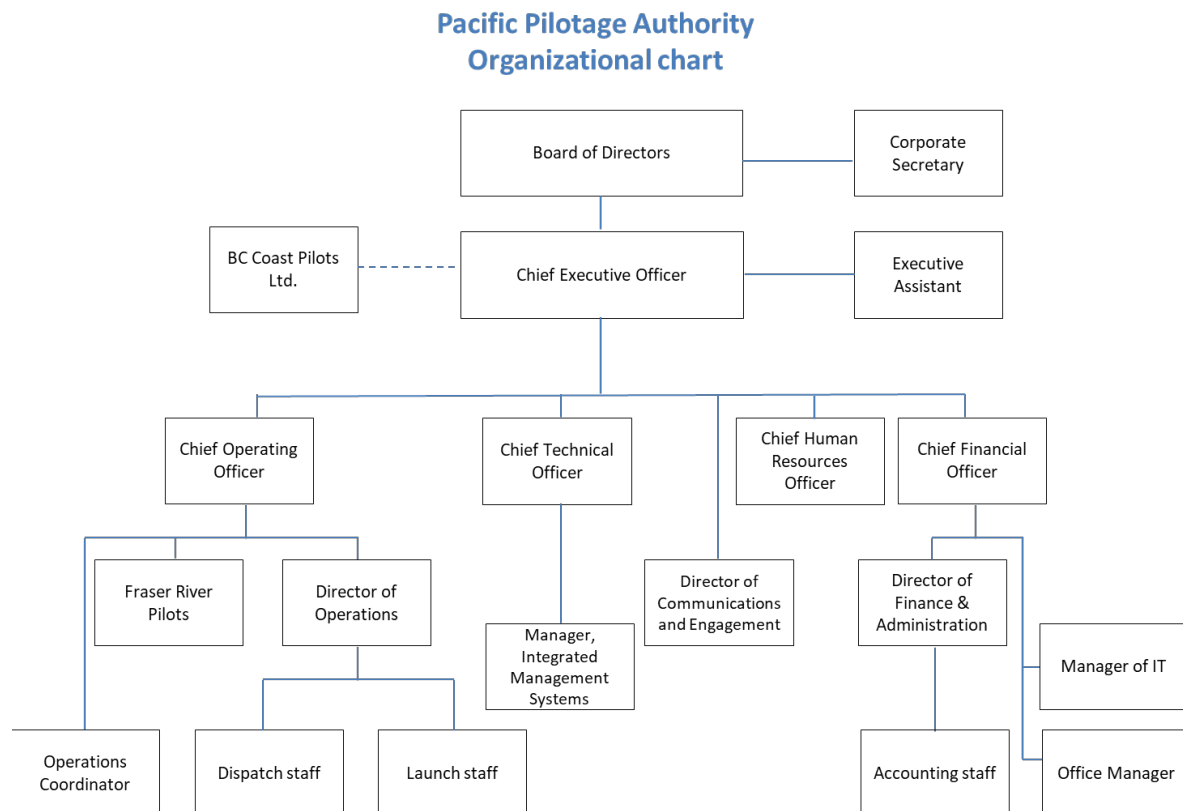 Pacific Pilotage Authority
Organizational chart
Board of Directors
Corporate
Secretary
BC Coast Pilots
Ltd.
Chief Executive Officer
Executive
Assistant
Chief Operating
Officer
Chief Technical
Officer
Chief Human
Resources
Officer
Chief Financial
Officer
Fraser River
Pilots
Director of
Operations
Manager,
Integrated
Management
Systems
Director of
Communications
and Engagement
Director of
Finance &
Administration
Manager of IT
Operations
Coordinator
Dispatch staff
Launch staff
Accounting staff
Office Manager